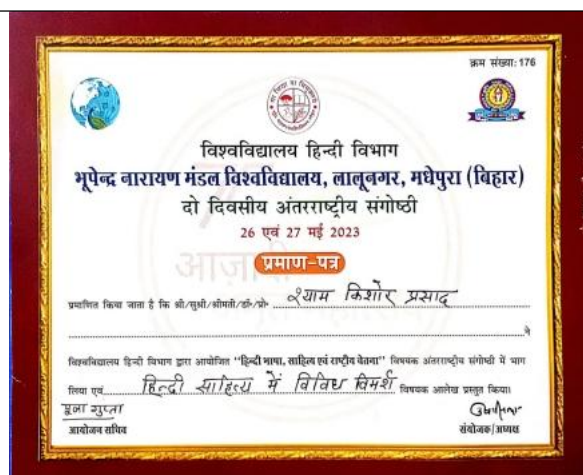 क्रम संख्या: 176
विश्वविद्यालय हिन्दी विभाग
भूपेन्द्र नारायण मंडल विश्वविद्यालय, लालूनगर, मधेपुरा (बिहार)
दो दिवसीय अंतरराष्ट्रीय संगोष्ठी
26 एवं 27 मई 2023
प्रमाण-पत्र
प्रमाणित किया जाता है कि श्री/सुश्री/श्रीमती/डॉ॰/प्रो॰ श्याम किशोर प्रसाद
ने
विश्वविद्यालय हिन्दी विभाग द्वारा आयोजित "हिन्दी भाषा, साहित्य एवं राष्ट्रीय चेतना" विषयक अंतरराष्ट्रीय संगोष्ठी में भाग
लिया एवं हिन्दी साहित्य में विविध विमर्श विषयक आलेख प्रस्तुत किया।
पूजा गुप्ता
आयोजन सचिव
संयोजक/अध्यक्ष